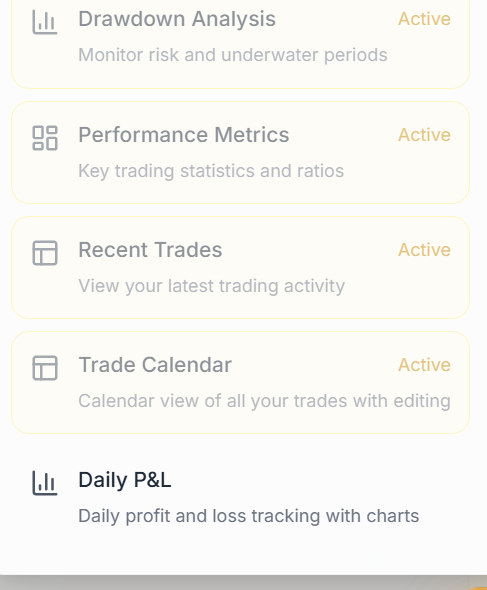 Drawdown Analysis Active
Monitor risk and underwater periods
Performance Metrics Active
Key trading statistics and ratios
Recent Trades Active
View your latest trading activity
Trade Calendar Active
Calendar view of all your trades with editing
Daily P&L
Daily profit and loss tracking with charts